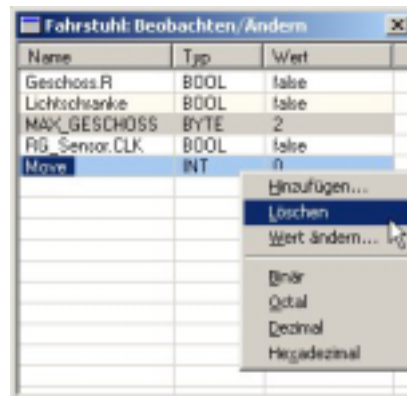 Fahrstuhl: Beobachten/Ändern
Name Typ Wert
Geschoss.R BOOL false
Lichtschranke BOOL false
MAX_GESCHOSS BYTE 2
RG_Sensor.CLK BOOL false
Move INT 0
Hinzufügen...
Löschen
Wert ändern...
Binär
Octal
Dezimal
Hexadezimal